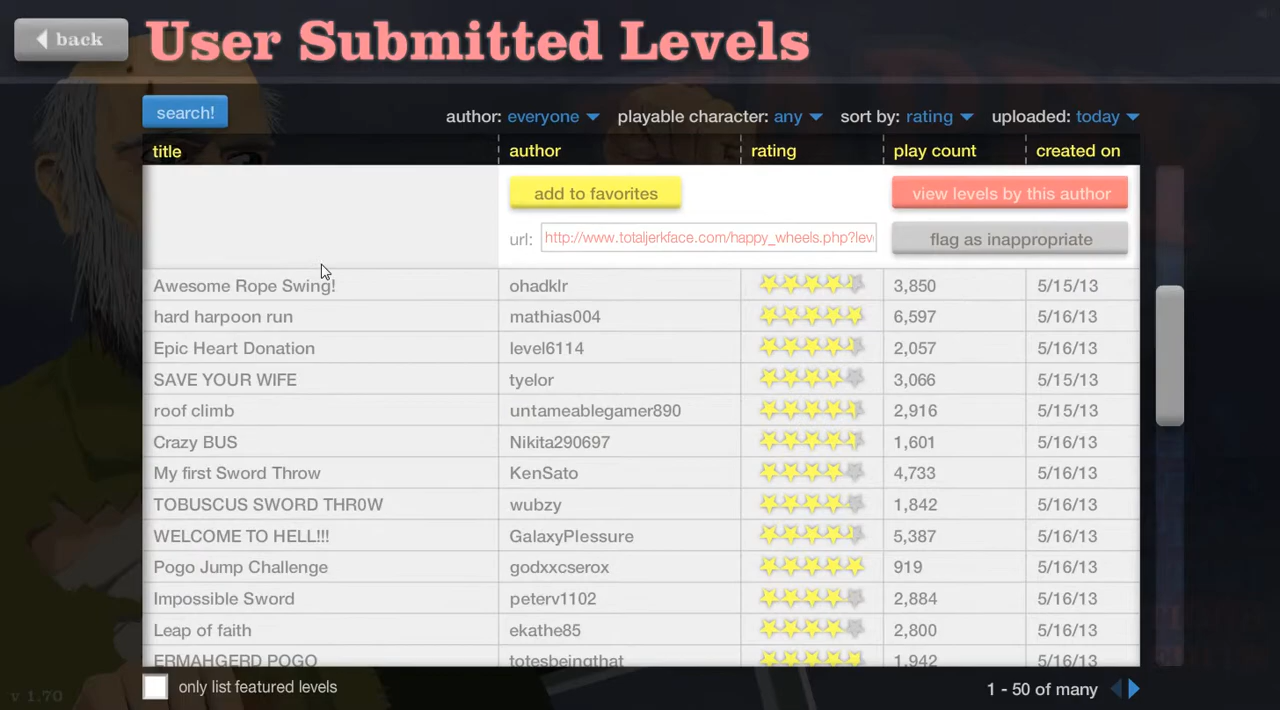 back
User Submitted Levels
search!
author: everyone playable character: any sort by: rating uploaded: today
title author rating play count created on
add to favorites view levels by this author
url: http://www.totaljerkface.com/happy_wheels.php?lev flag as inappropriate
Awesome Rope Swing! ohadklr 3,850 5/15/13
hard harpoon run mathias004 6,597 5/16/13
Epic Heart Donation level6114 2,057 5/16/13
SAVE YOUR WIFE tyelor 3,066 5/15/13
roof climb untameablegamer890 2,916 5/15/13
Crazy BUS Nikita290697 1,601 5/16/13
My first Sword Throw KenSato 4,733 5/16/13
TOBUSCUS SWORD THR0W wubzy 1,842 5/16/13
WELCOME TO HELL!!! GalaxyPlessure 5,387 5/16/13
Pogo Jump Challenge godxxcserox 919 5/16/13
Impossible Sword peterv1102 2,884 5/16/13
Leap of faith ekathe85 2,800 5/16/13
ERMAHGERD POGO totesbeingthat 1,942 5/16/13
only list featured levels 1 - 50 of many
v 1.70